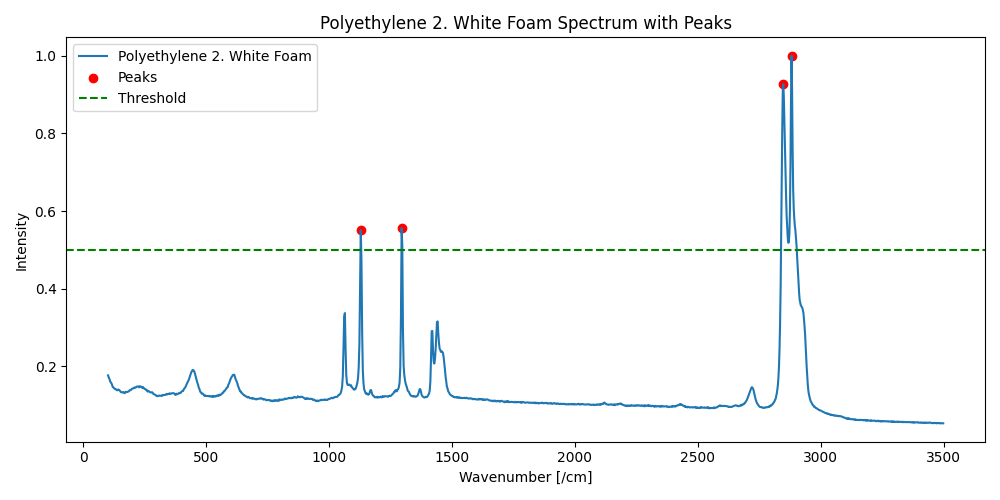 Polyethylene 2. White Foam Spectrum with Peaks
Polyethylene 2. White Foam
Peaks
Threshold
Intensity
1.0
0.8
0.6
0.4
0.2
0 500 1000 1500 2000 2500 3000 3500
Wavenumber [/cm]